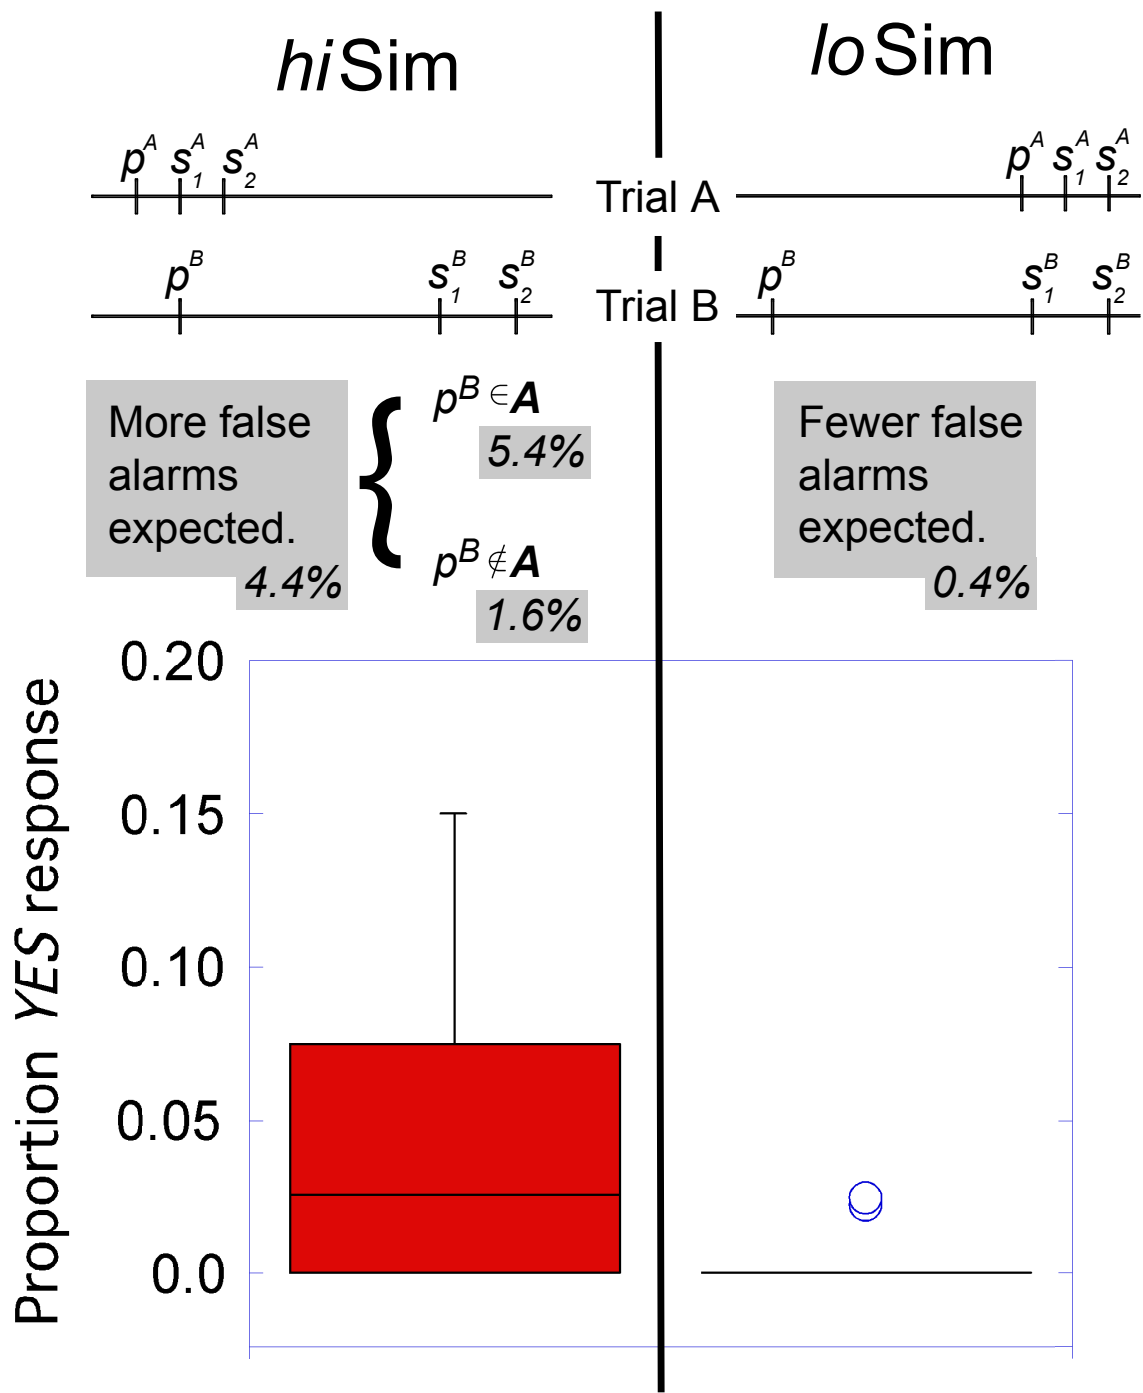 hiSim
loSim
p^A s_1^A s_2^A
Trial A
p^A s_1^A s_2^A
p^B s_1^B s_2^B
Trial B
p^B s_1^B s_2^B
More false
alarms
expected.
4.4%
{
p^B ∈ A
5.4%
p^B ∉ A
1.6%
Fewer false
alarms
expected.
0.4%
Proportion YES response
0.20
0.15
0.10
0.05
0.0